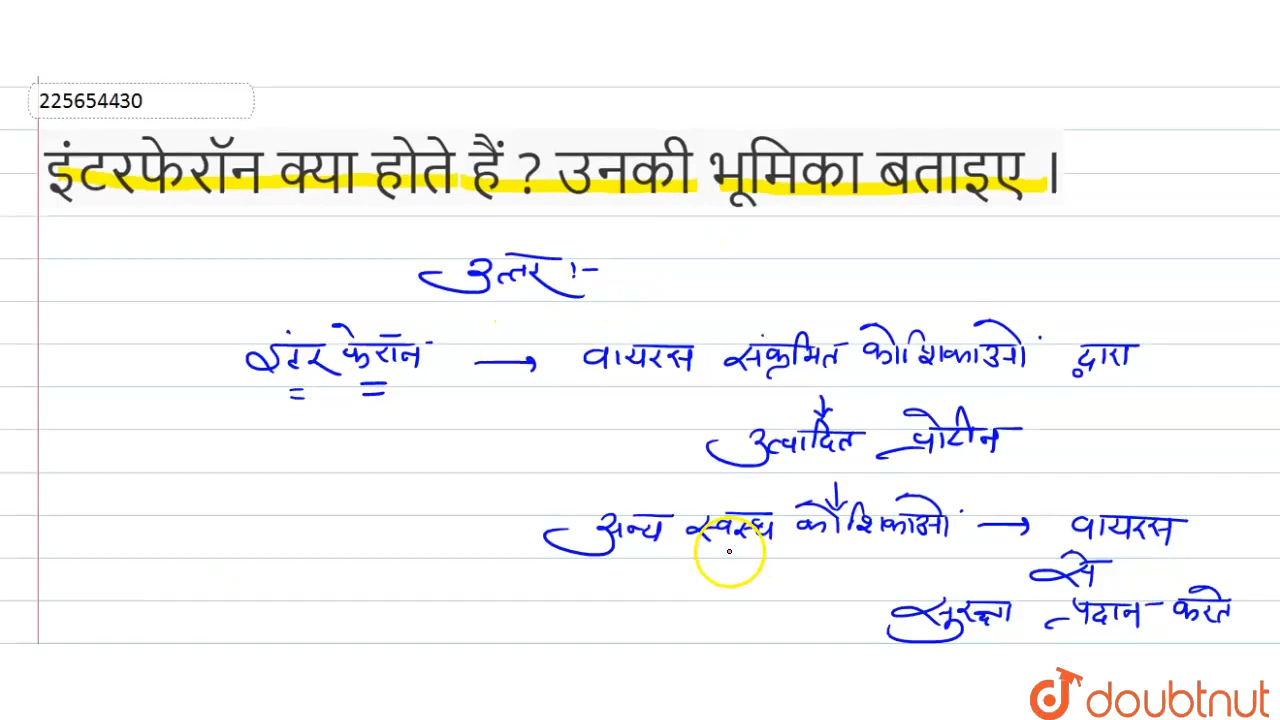 225654430
इंटरफेरॉन क्या होते हैं ? उनकी भूमिका बताइए ।
उत्तर :-
इंटरफेरॉन → वायरस संक्रमित कोशिकाओं द्वारा
उत्पादित प्रोटीन
अन्य स्वस्थ कोशिकाओं → वायरस
से
सुरक्षा प्रदान करते
doubtnut